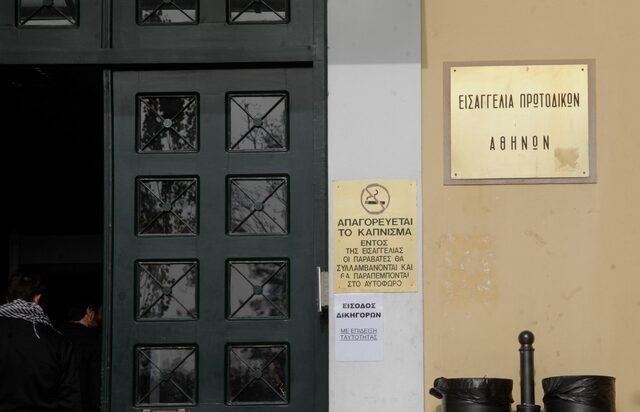 ΕΙΣΑΓΓΕΛΙΑ ΠΡΩΤΟΔΙΚΩΝ
ΑΘΗΝΩΝ
ΑΠΑΓΟΡΕΥΕΤΑΙ
ΤΟ ΚΑΠΝΙΣΜΑ
ΕΝΤΟΣ
ΤΗΣ ΕΙΣΑΓΓΕΛΙΑΣ
ΟΙ ΠΑΡΑΒΑΤΕΣ ΘΑ
ΣΥΛΛΑΜΒΑΝΟΝΤΑΙ ΚΑΙ
ΘΑ ΠΑΡΑΠΕΜΠΟΝΤΑΙ
ΣΤΟ ΑΥΤΟΦΩΡΟ
ΕΙΣΟΔΟΣ
ΔΙΚΗΓΟΡΩΝ
ΜΕ ΕΠΙΔΕΙΞΗ
ΤΑΥΤΟΤΗΤΑΣ